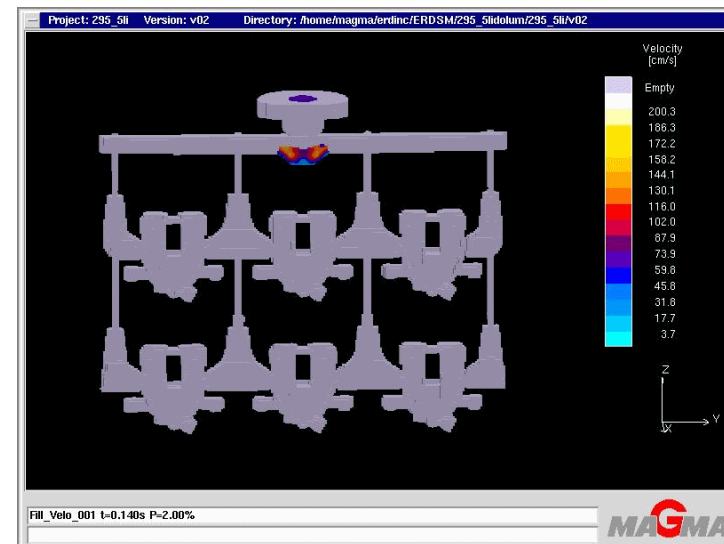 Project: 295_5li Version: v02 Directory: /home/magma/erdinc/ERDSM/295_5lidolum/295_5li/v02
Velocity
[cm/s]
Empty
200.3
186.3
172.2
158.2
144.1
130.1
116.0
102.0
87.9
73.9
59.8
45.8
31.8
17.7
3.7
Z
Y
X
Fill_Velo_001 t=0.140s P=2.00%
MAGMA